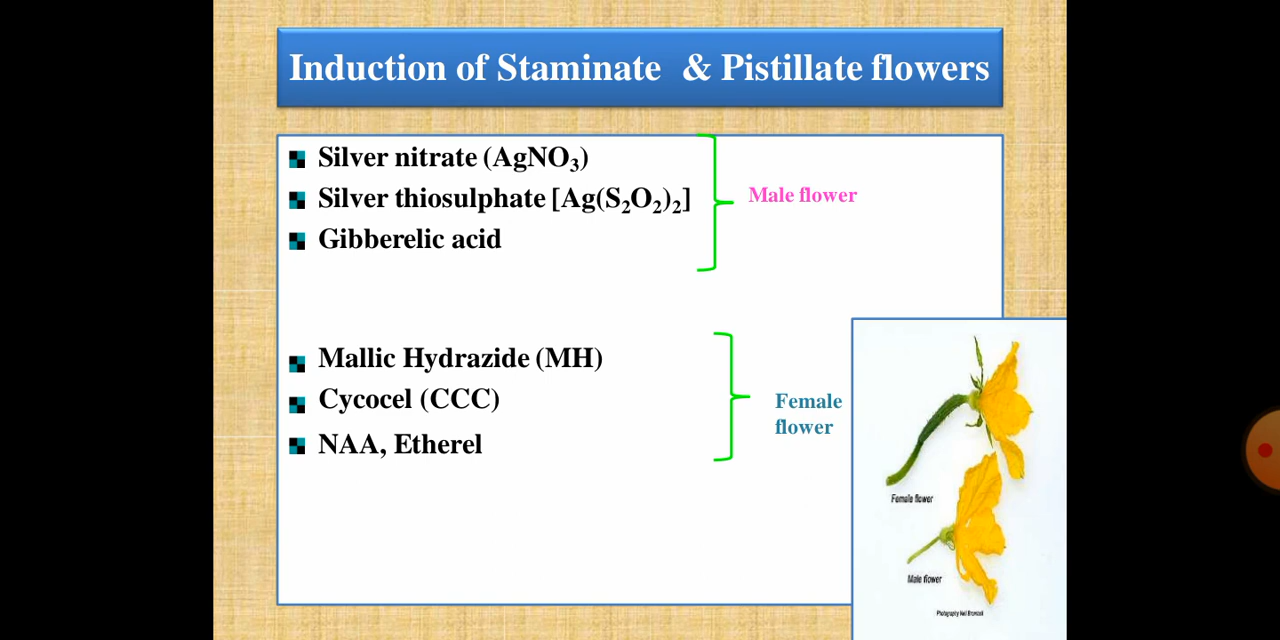 Induction of Staminate & Pistillate flowers
Silver nitrate (AgNO₃)
Silver thiosulphate [Ag(S₂O₂)₂]
Gibberelic acid
Male flower
Mallic Hydrazide (MH)
Cycocel (CCC)
NAA, Etherel
Female
flower
Female flower
Male flower